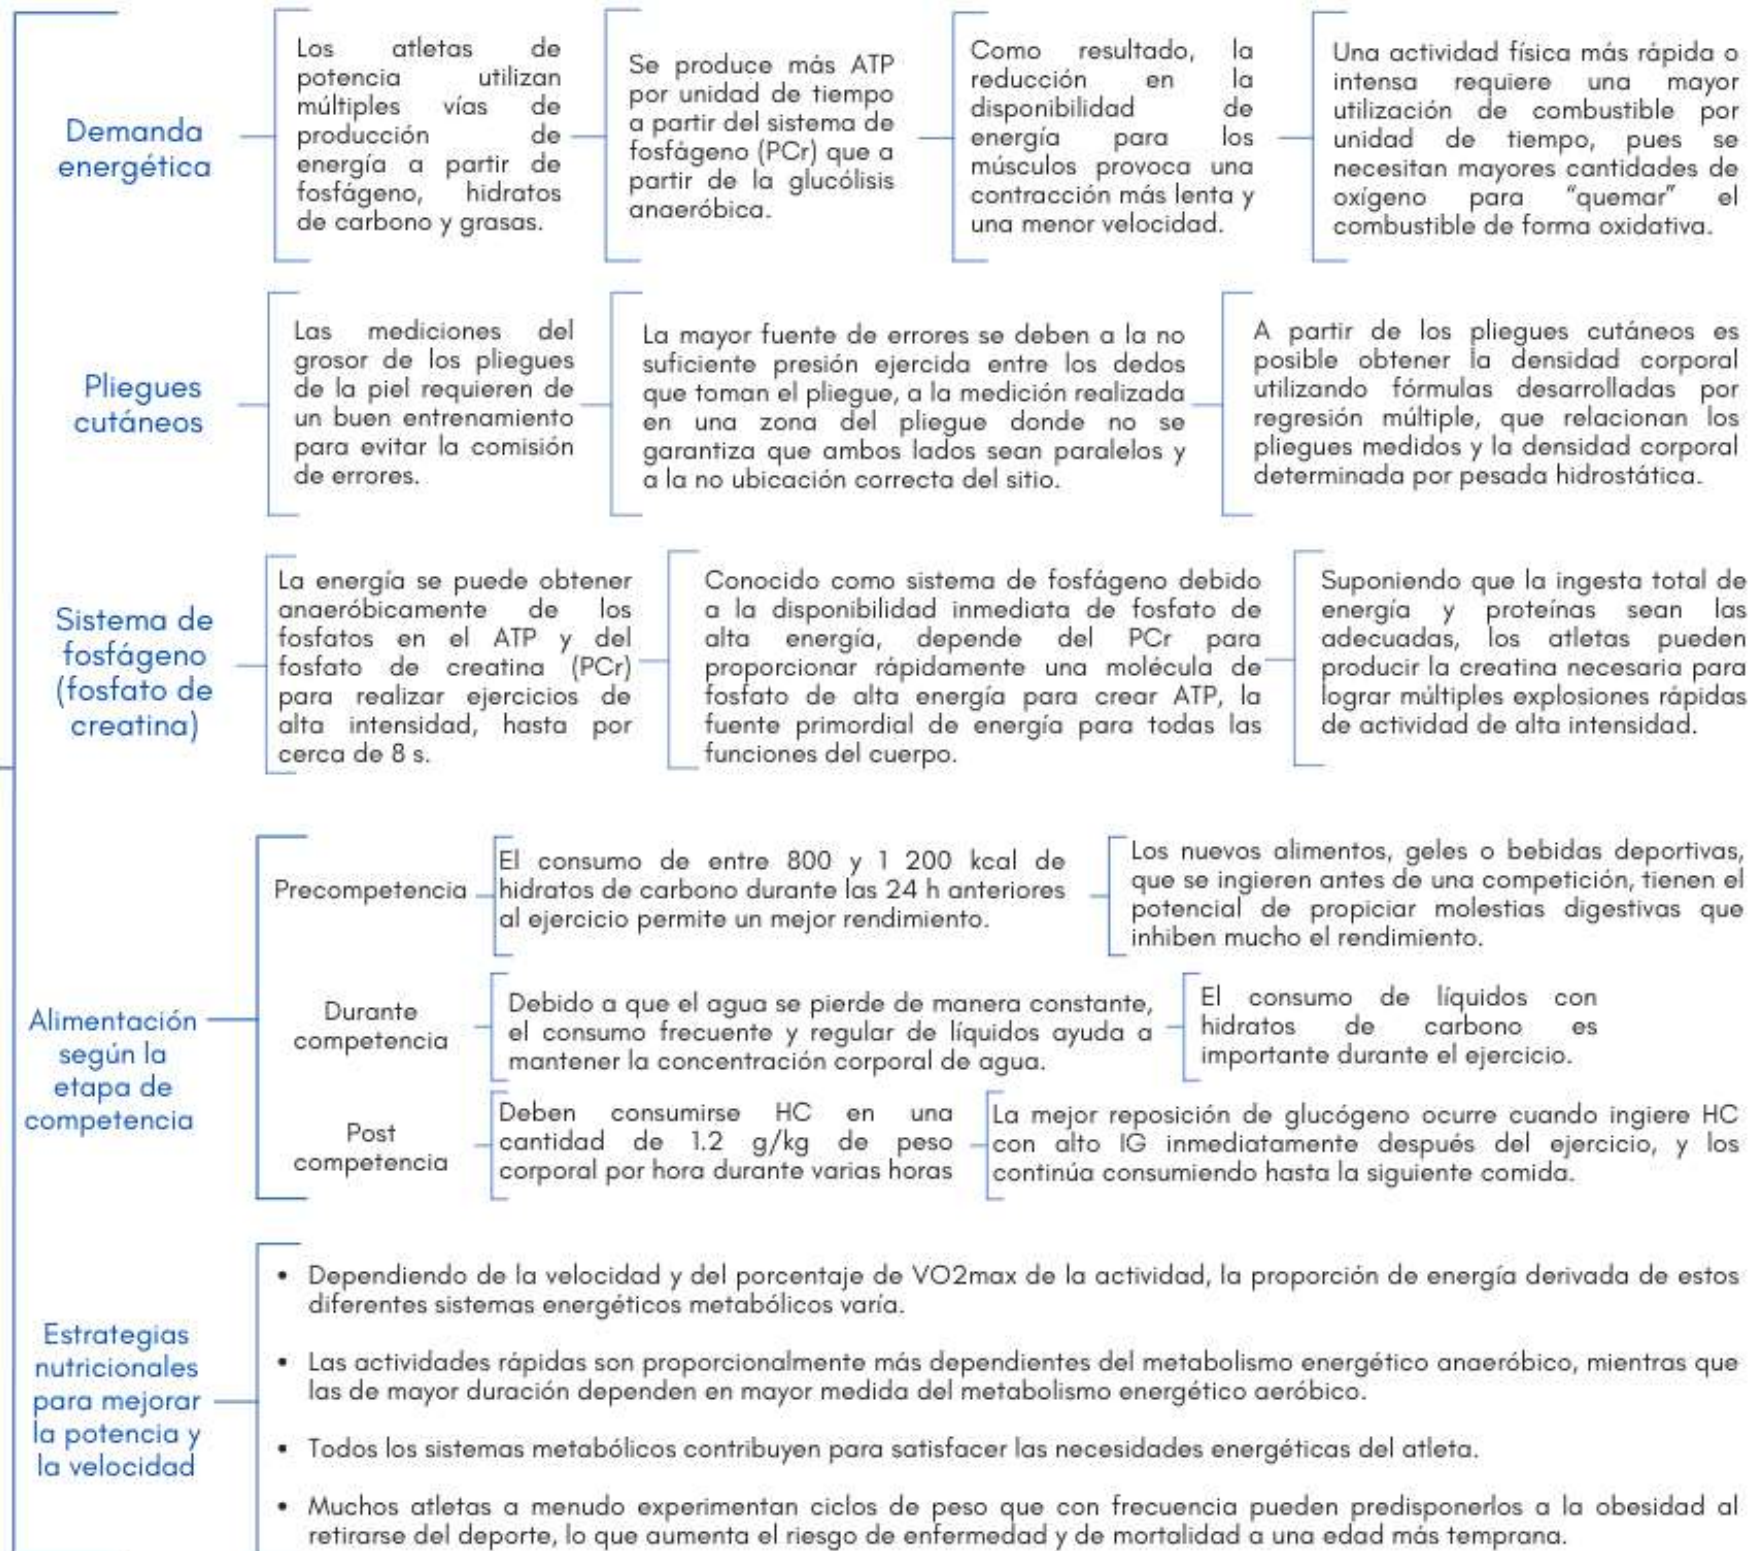 Demanda
energética
Los atletas de
potencia utilizan
múltiples vías de
producción de
energía a partir de
fosfágeno, hidratos
de carbono y grasas.
Se produce más ATP
por unidad de tiempo
a partir del sistema de
fosfágeno (PCr) que a
partir de la glucólisis
anaeróbica.
Como resultado, la
reducción en la
disponibilidad de
energía para los
músculos provoca una
contracción más lenta y
una menor velocidad.
Una actividad física más rápida o
intensa requiere una mayor
utilización de combustible por
unidad de tiempo, pues se
necesitan mayores cantidades de
oxígeno para “quemar” el
combustible de forma oxidativa.
Pliegues
cutáneos
Las mediciones del
grosor de los pliegues
de la piel requieren de
un buen entrenamiento
para evitar la comisión
de errores.
La mayor fuente de errores se deben a la no
suficiente presión ejercida entre los dedos
que toman el pliegue, a la medición realizada
en una zona del pliegue donde no se
garantiza que ambos lados sean paralelos y
a la no ubicación correcta del sitio.
A partir de los pliegues cutáneos es
posible obtener la densidad corporal
utilizando fórmulas desarrolladas por
regresión múltiple, que relacionan los
pliegues medidos y la densidad corporal
determinada por pesada hidrostática.
Sistema de
fosfágeno
(fosfato de
creatina)
La energía se puede obtener
anaeróbicamente de los
fosfatos en el ATP y del
fosfato de creatina (PCr)
para realizar ejercicios de
alta intensidad, hasta por
cerca de 8 s.
Conocido como sistema de fosfágeno debido
a la disponibilidad inmediata de fosfato de
alta energía, depende del PCr para
proporcionar rápidamente una molécula de
fosfato de alta energía para crear ATP, la
fuente primordial de energía para todas las
funciones del cuerpo.
Suponiendo que la ingesta total de
energía y proteínas sean las
adecuadas, los atletas pueden
producir la creatina necesaria para
lograr múltiples explosiones rápidas
de actividad de alta intensidad.
Alimentación
según la
etapa de
competencia
Precompetencia
El consumo de entre 800 y 1 200 kcal de
hidratos de carbono durante las 24 h anteriores
al ejercicio permite un mejor rendimiento.
Los nuevos alimentos, geles o bebidas deportivas,
que se ingieren antes de una competición, tienen el
potencial de propiciar molestias digestivas que
inhiben mucho el rendimiento.
Durante
competencia
Debido a que el agua se pierde de manera constante,
el consumo frecuente y regular de líquidos ayuda a
mantener la concentración corporal de agua.
El consumo de líquidos con
hidratos de carbono es
importante durante el ejercicio.
Post
competencia
Deben consumirse HC en una
cantidad de 1.2 g/kg de peso
corporal por hora durante varias horas
La mejor reposición de glucógeno ocurre cuando ingiere HC
con alto IG inmediatamente después del ejercicio, y los
continúa consumiendo hasta la siguiente comida.
Estrategias
nutricionales
para mejorar
la potencia y
la velocidad
• Dependiendo de la velocidad y del porcentaje de VO2max de la actividad, la proporción de energía derivada de estos
diferentes sistemas energéticos metabólicos varía.
• Las actividades rápidas son proporcionalmente más dependientes del metabolismo energético anaeróbico, mientras que
las de mayor duración dependen en mayor medida del metabolismo energético aeróbico.
• Todos los sistemas metabólicos contribuyen para satisfacer las necesidades energéticas del atleta.
• Muchos atletas a menudo experimentan ciclos de peso que con frecuencia pueden predisponerlos a la obesidad al
retirarse del deporte, lo que aumenta el riesgo de enfermedad y de mortalidad a una edad más temprana.